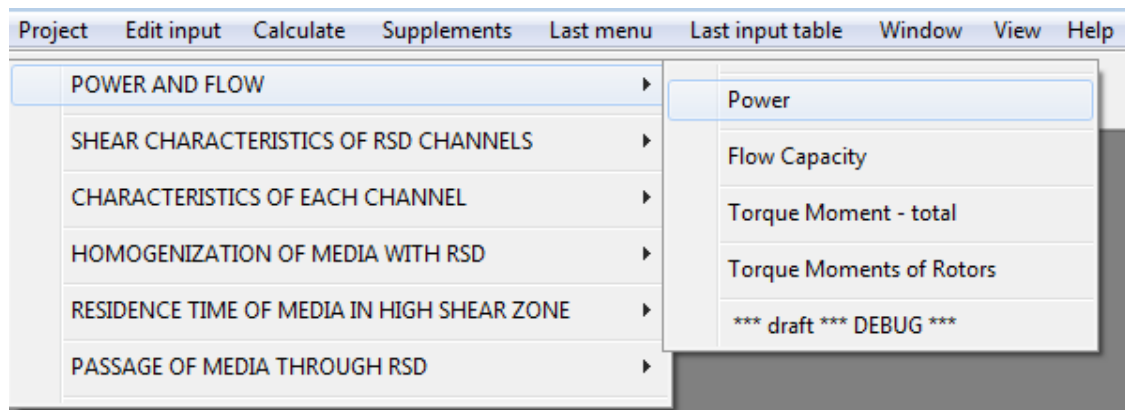 Project Edit input Calculate Supplements Last menu Last input table Window View Help
POWER AND FLOW
SHEAR CHARACTERISTICS OF RSD CHANNELS
CHARACTERISTICS OF EACH CHANNEL
HOMOGENIZATION OF MEDIA WITH RSD
RESIDENCE TIME OF MEDIA IN HIGH SHEAR ZONE
PASSAGE OF MEDIA THROUGH RSD
Power
Flow Capacity
Torque Moment - total
Torque Moments of Rotors
*** draft *** DEBUG ***